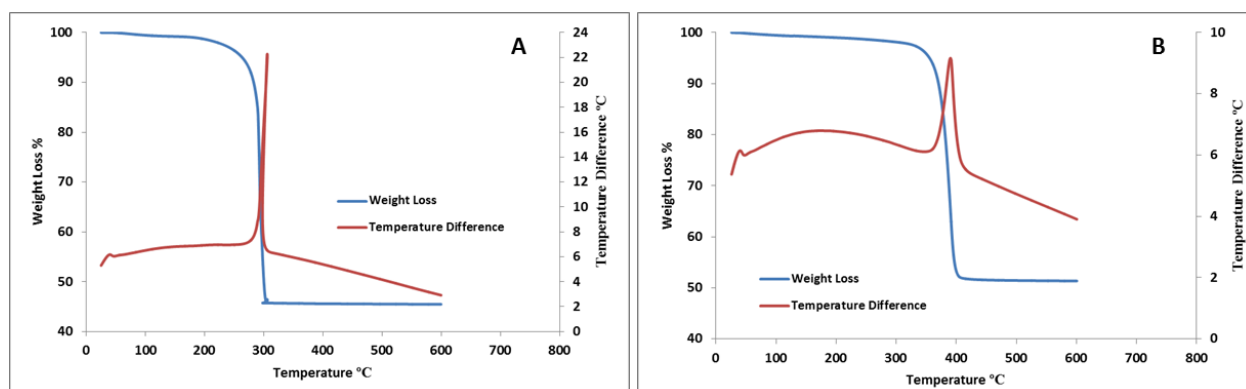 A
100
90
80
70
60
50
40
Weight Loss %
24
22
20
18
16
14
12
10
8
6
4
2
0
Temperature Difference °C
Weight Loss
Temperature Difference
0 100 200 300 400 500 600 700 800
Temperature °C
B
100
90
80
70
60
50
40
Weight Loss %
10
8
6
4
2
0
Temperature Difference °C
Weight Loss
Temperature Difference
0 100 200 300 400 500 600 700 800
Temperature °C